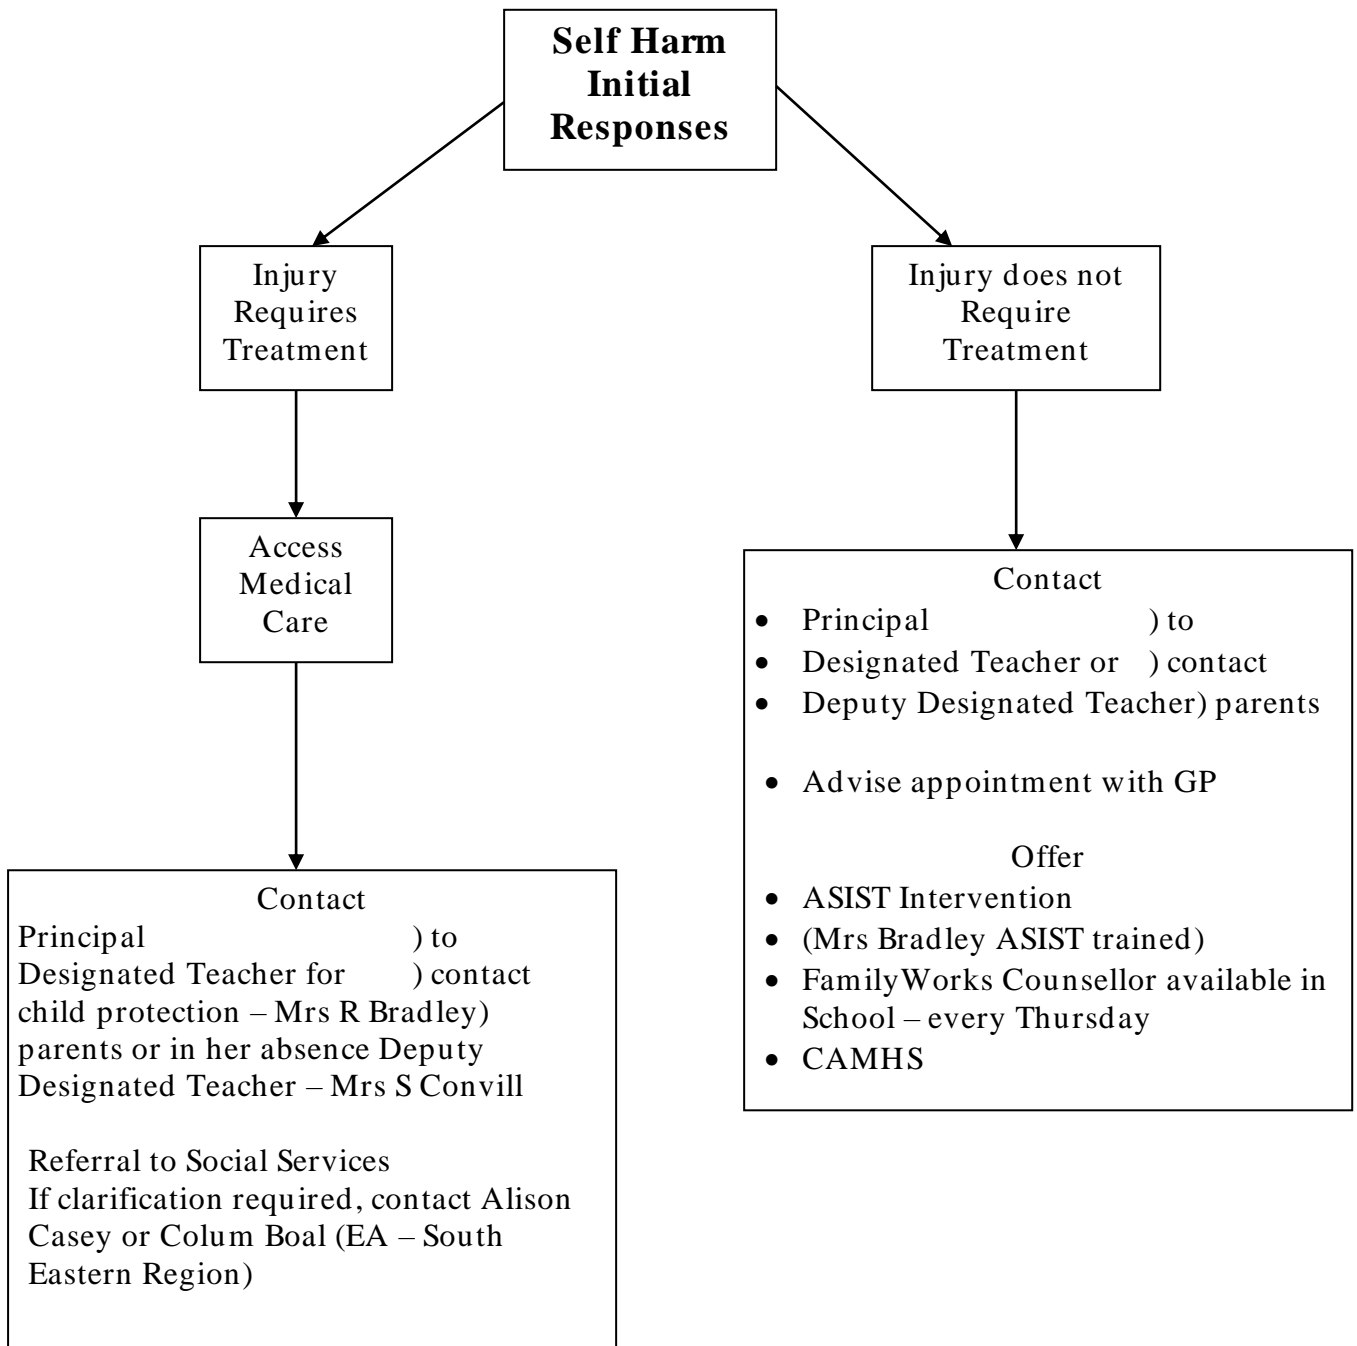 Self Harm
Initial
Responses
Injury
Requires
Treatment
Access
Medical
Care
Contact
Principal ) to
Designated Teacher for ) contact
child protection – Mrs R Bradley)
parents or in her absence Deputy
Designated Teacher – Mrs S Convill
Referral to Social Services
If clarification required, contact Alison
Casey or Colum Boal (EA – South
Eastern Region)
Injury does not
Require
Treatment
Contact
• Principal ) to
• Designated Teacher or ) contact
• Deputy Designated Teacher) parents
• Advise appointment with GP
Offer
• ASIST Intervention
• (Mrs Bradley ASIST trained)
• FamilyWorks Counsellor available in
School – every Thursday
• CAMHS